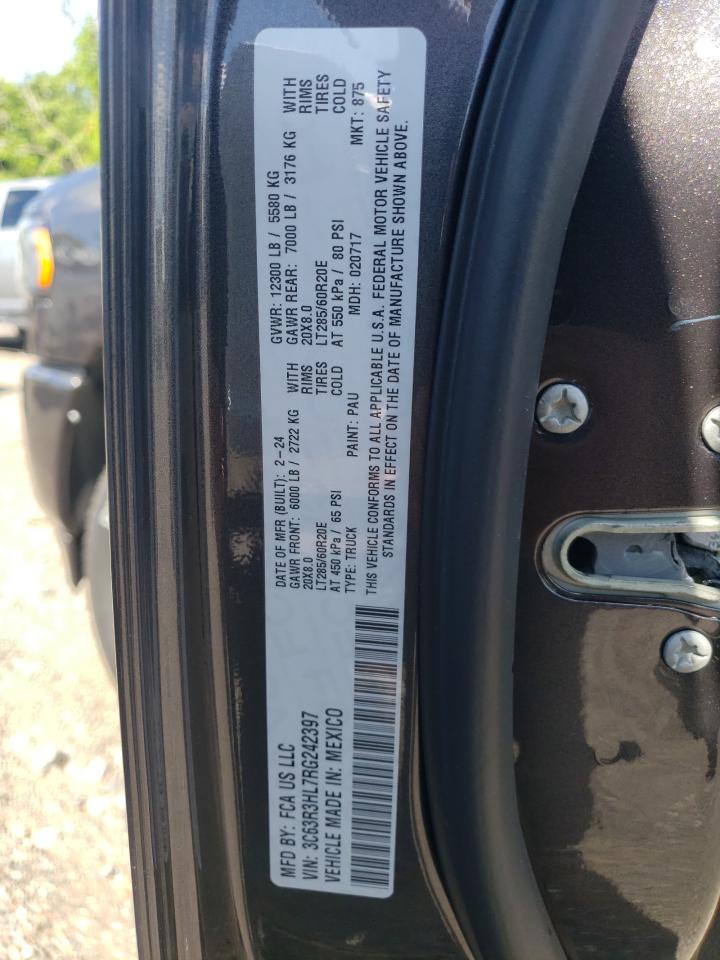 MFD BY: FCA US LLC
VIN: 3C63R3HL7RG242397
VEHICLE MADE IN: MEXICO
DATE OF MFR (BUILT): 2-24
GAWR FRONT: 6000 LB / 2722 KG WITH
20X8.0 RIMS
LT285/60R20E TIRES
AT 450 kPa / 65 PSI COLD
TYPE: TRUCK PAINT: PAU
GVWR: 12300 LB / 5580 KG
GAWR REAR: 7000 LB / 3176 KG WITH
20X8.0 RIMS
LT285/60R20E TIRES
AT 550 kPa / 80 PSI COLD
MDH: 020717 MKT: 875
THIS VEHICLE CONFORMS TO ALL APPLICABLE U.S.A. FEDERAL MOTOR VEHICLE SAFETY
STANDARDS IN EFFECT ON THE DATE OF MANUFACTURE SHOWN ABOVE.